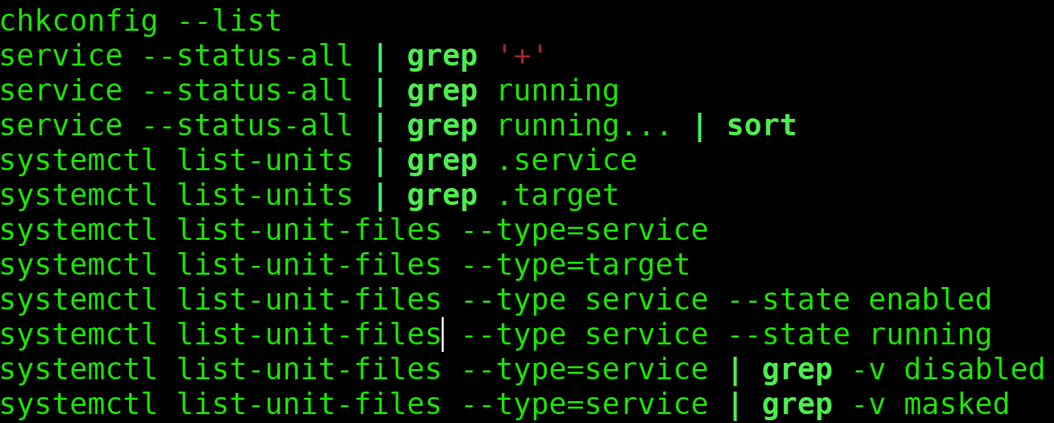 chkconfig --list
service --status-all | grep '+'
service --status-all | grep running
service --status-all | grep running... | sort
systemctl list-units | grep .service
systemctl list-units | grep .target
systemctl list-unit-files --type=service
systemctl list-unit-files --type=target
systemctl list-unit-files --type service --state enabled
systemctl list-unit-files --type service --state running
systemctl list-unit-files --type=service | grep -v disabled
systemctl list-unit-files --type=service | grep -v masked